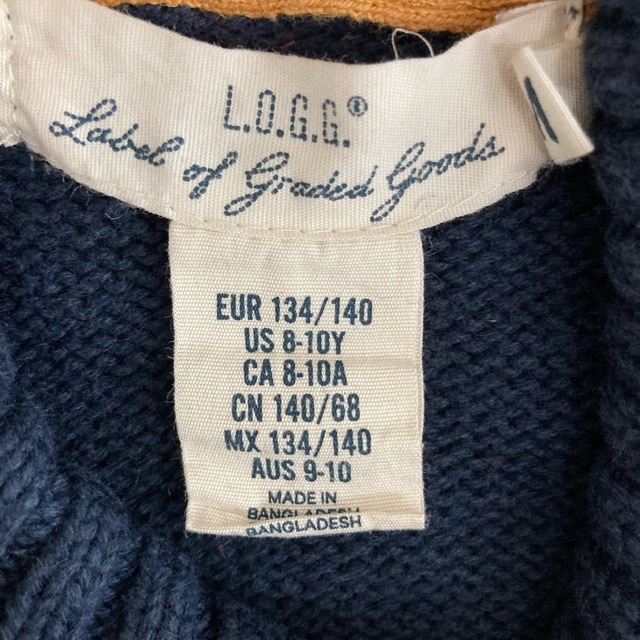 L.O.G.G.®
Label of Graded Goods
EUR 134/140
US 8-10Y
CA 8-10A
CN 140/68
MX 134/140
AUS 9-10
MADE IN
BANGLADESH
BANGLADESH